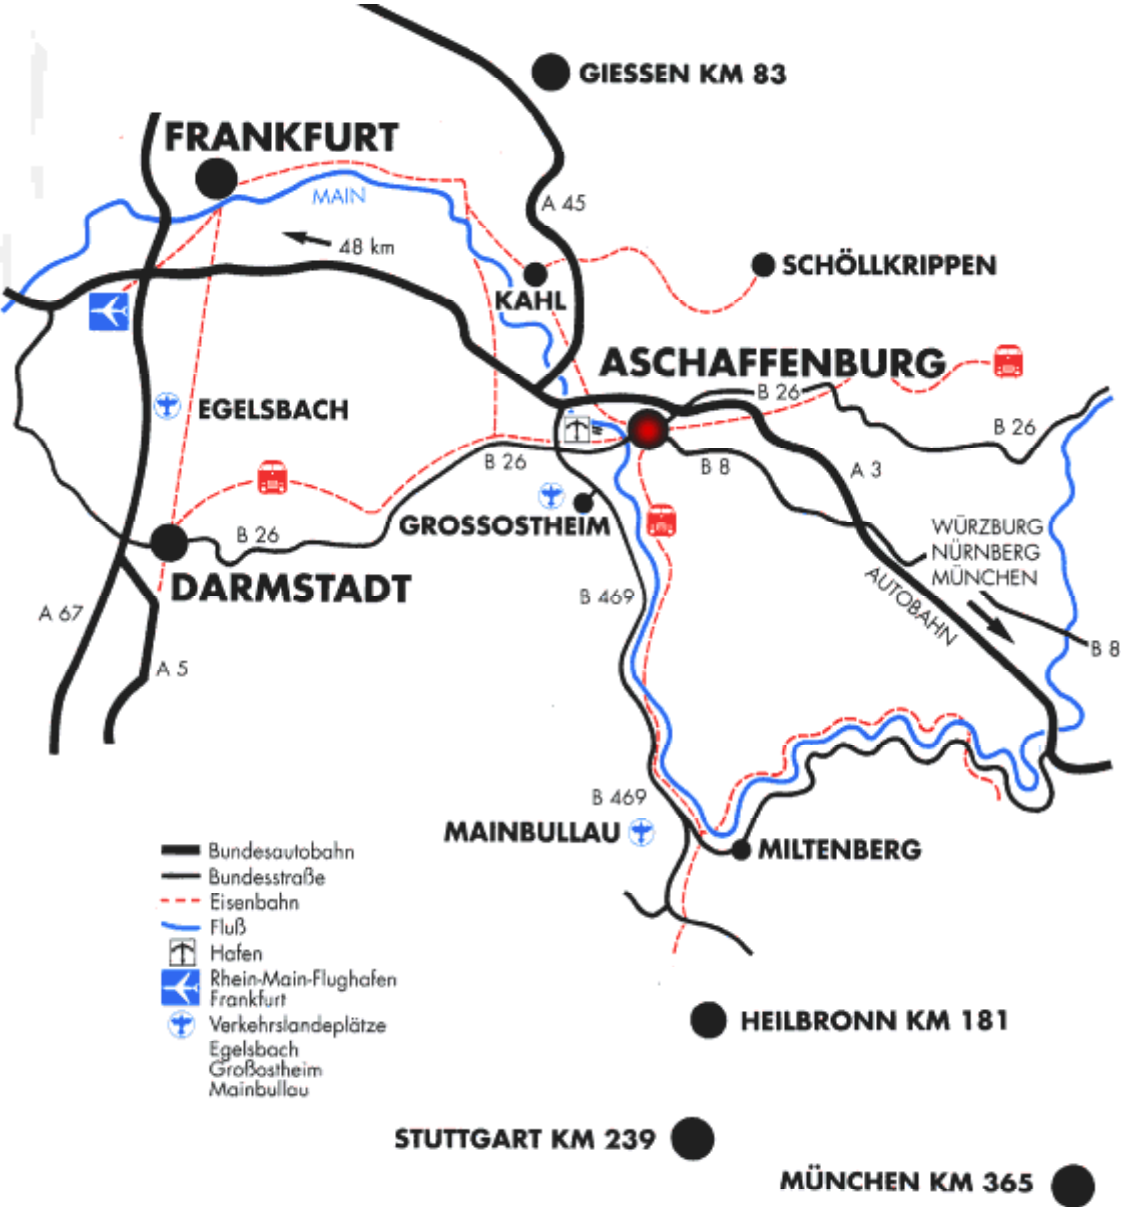 GIESSEN KM 83
FRANKFURT
MAIN
A 45
48 km
SCHÖLLKRIPPEN
KAHL
ASCHAFFENBURG
B 26
EGELSBACH
B 26
B 26
B 8
A 3
GROSSOSTHEIM
B 26
WÜRZBURG
NÜRNBERG
MÜNCHEN
DARMSTADT
AUTOBAHN
B 469
A 67
B 8
A 5
B 469
MAINBULLAU
MILTENBERG
Bundesautobahn
Bundesstraße
Eisenbahn
Fluß
Hafen
Rhein-Main-Flughafen
Frankfurt
Verkehrslandeplätze
Egelsbach
Großostheim
Mainbullau
HEILBRONN KM 181
STUTTGART KM 239
MÜNCHEN KM 365